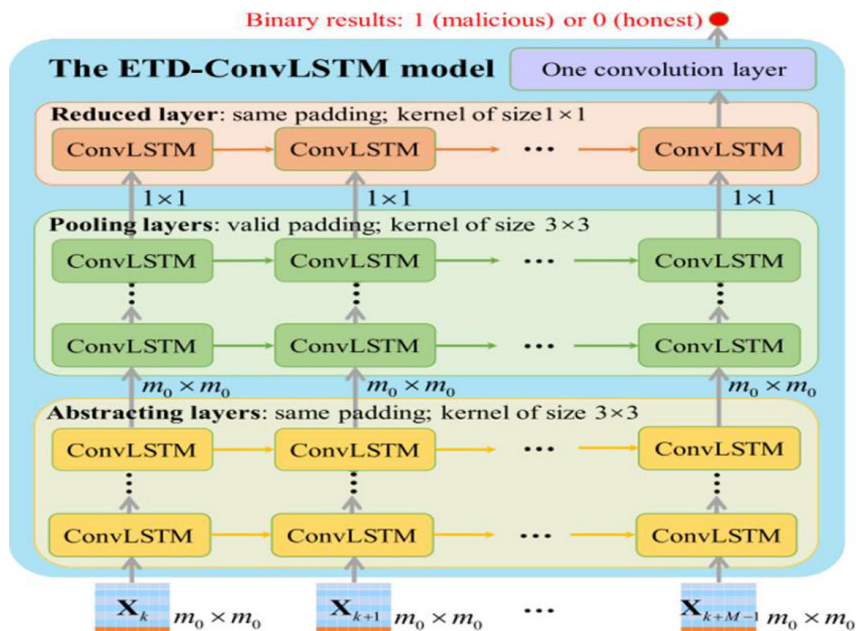 Binary results: 1 (malicious) or 0 (honest)
The ETD-ConvLSTM model
One convolution layer
Reduced layer: same padding; kernel of size1×1
ConvLSTM ConvLSTM ··· ConvLSTM
1×1 1×1 1×1
Pooling layers: valid padding; kernel of size 3×3
ConvLSTM ConvLSTM ··· ConvLSTM
ConvLSTM ConvLSTM ··· ConvLSTM
m₀ × m₀ m₀ × m₀ m₀ × m₀
Abstracting layers: same padding; kernel of size 3×3
ConvLSTM ConvLSTM ··· ConvLSTM
ConvLSTM ConvLSTM ··· ConvLSTM
Xₖ m₀ × m₀ Xₖ₊₁ m₀ × m₀ ··· X_{k+M-1} m₀ × m₀